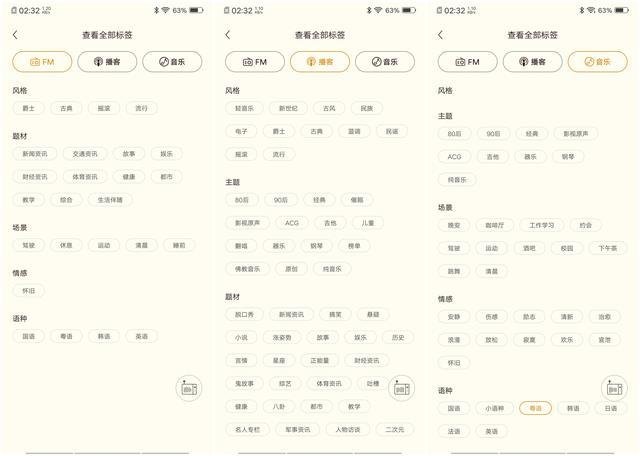 02:32 1.20 KB/s 63%
查看全部标签
FM 播客 音乐
风格
爵士 古典 摇滚 流行
题材
新闻资讯 交通资讯 故事 娱乐
财经资讯 体育资讯 健康 都市
教学 综合 生活伴随
场景
驾驶 休息 运动 清晨 睡前
情感
怀旧
语种
国语 粤语 韩语 英语
02:32 1.10 KB/s 63%
查看全部标签
FM 播客 音乐
风格
轻音乐 新世纪 古风 民族
电子 爵士 古典 蓝调 民谣
摇滚 流行
主题
80后 90后 经典 催眠
影视原声 ACG 吉他 儿童
翻唱 器乐 钢琴 榜单
佛教音乐 原创 纯音乐
题材
脱口秀 新闻资讯 搞笑 悬疑
小说 涨姿势 故事 娱乐 历史
言情 星座 正能量 财经资讯
鬼故事 综艺 体育资讯 吐槽
健康 八卦 都市 教学
名人专栏 军事资讯 人物访谈 二次元
02:32 1.10 KB/s 63%
查看全部标签
FM 播客 音乐
风格
主题
80后 90后 经典 影视原声
ACG 吉他 器乐 钢琴
纯音乐
场景
晚安 咖啡厅 工作学习 约会
驾驶 运动 酒吧 校园 下午茶
跳舞 清晨
情感
安静 伤感 励志 清新 治愈
浪漫 放松 寂寞 欢乐 宣泄
怀旧
语种
国语 小语种 粤语 韩语 日语
法语 英语